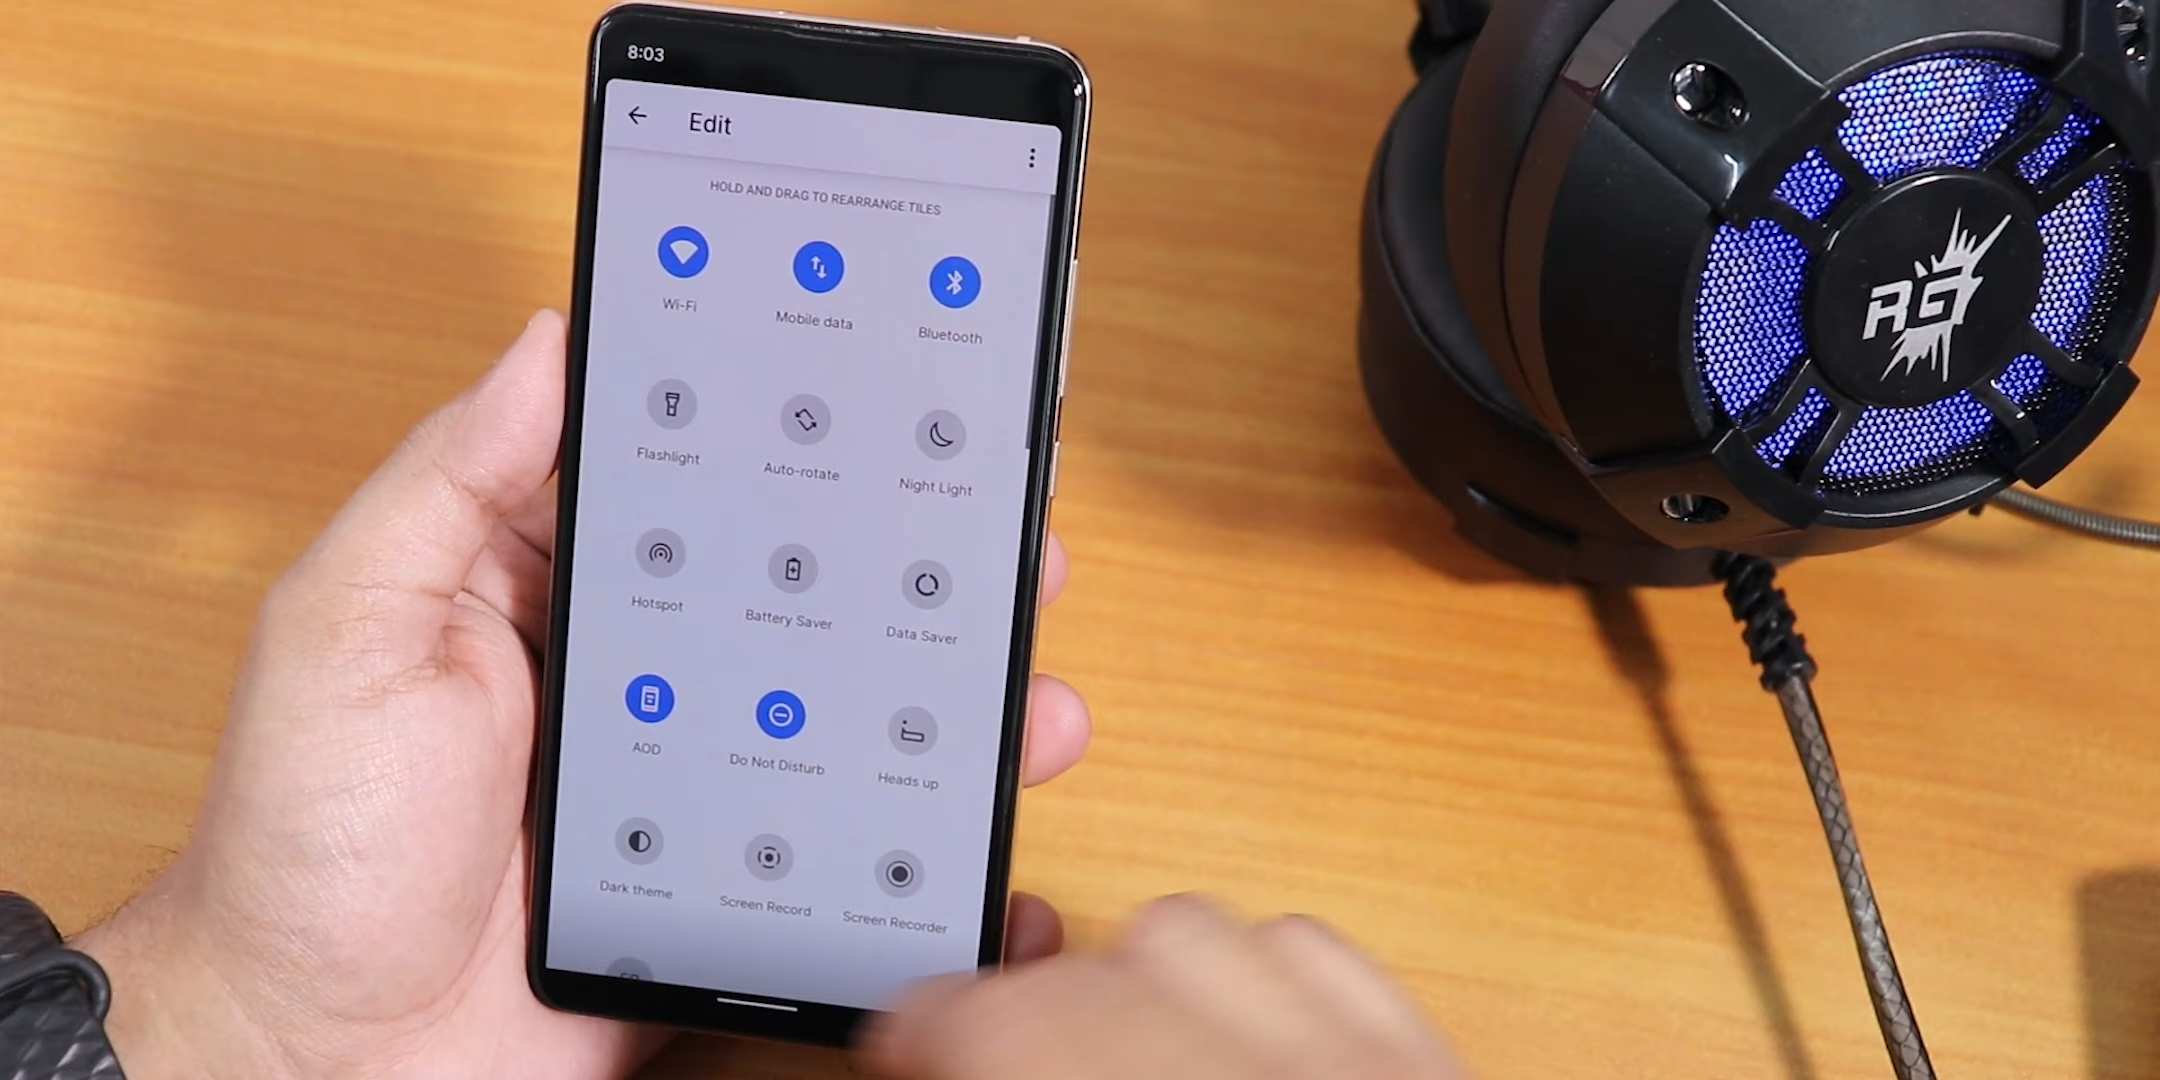 8:03
Edit
HOLD AND DRAG TO REARRANGE TILES
Wi-Fi
Mobile data
Bluetooth
Flashlight
Auto-rotate
Night Light
Hotspot
Battery Saver
Data Saver
AOD
Do Not Disturb
Heads up
Dark theme
Screen Record
Screen Recorder
RG